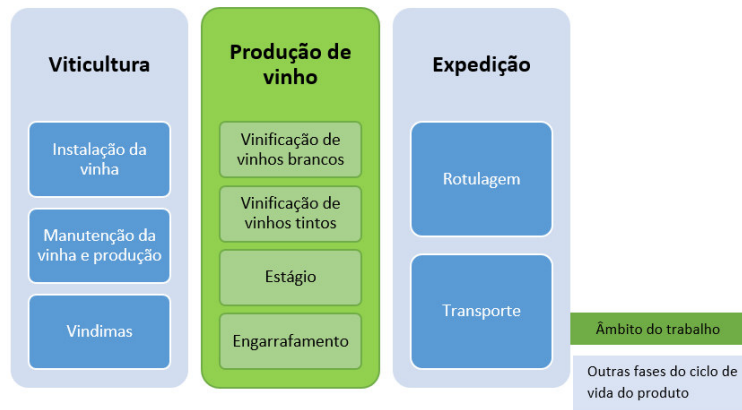 Viticultura
Instalação da
vinha
Manutenção da
vinha e produção
Vindimas
Produção de
vinho
Vinificação de
vinhos brancos
Vinificação de
vinhos tintos
Estágio
Engarrafamento
Expedição
Rotulagem
Transporte
Âmbito do trabalho
Outras fases do ciclo de
vida do produto